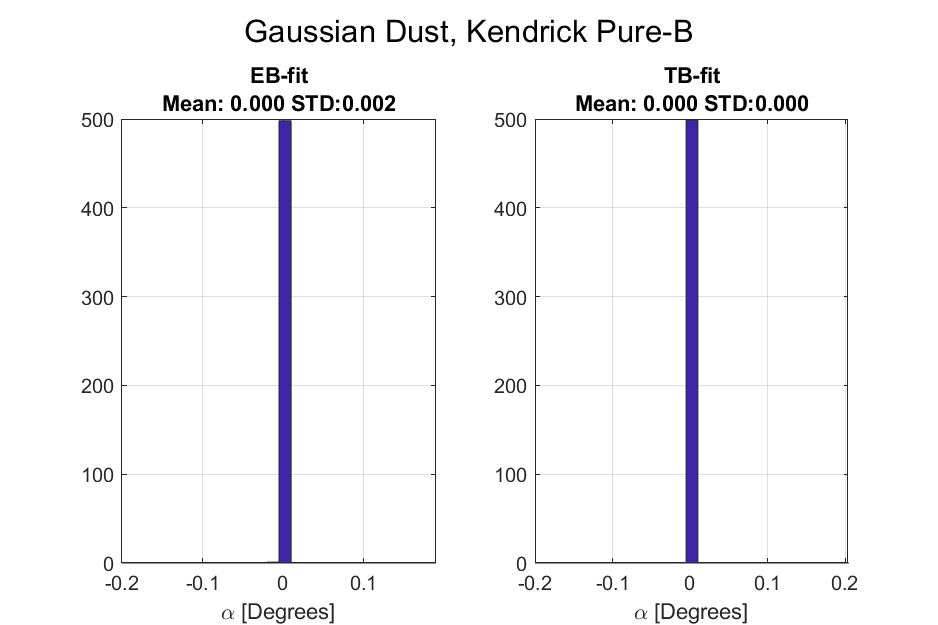 Gaussian Dust, Kendrick Pure-B
EB-fit
Mean: 0.000 STD:0.002
500
400
300
200
100
0
-0.2 -0.1 0 0.1
α [Degrees]
TB-fit
Mean: 0.000 STD:0.000
500
400
300
200
100
0
-0.2 -0.1 0 0.1 0.2
α [Degrees]